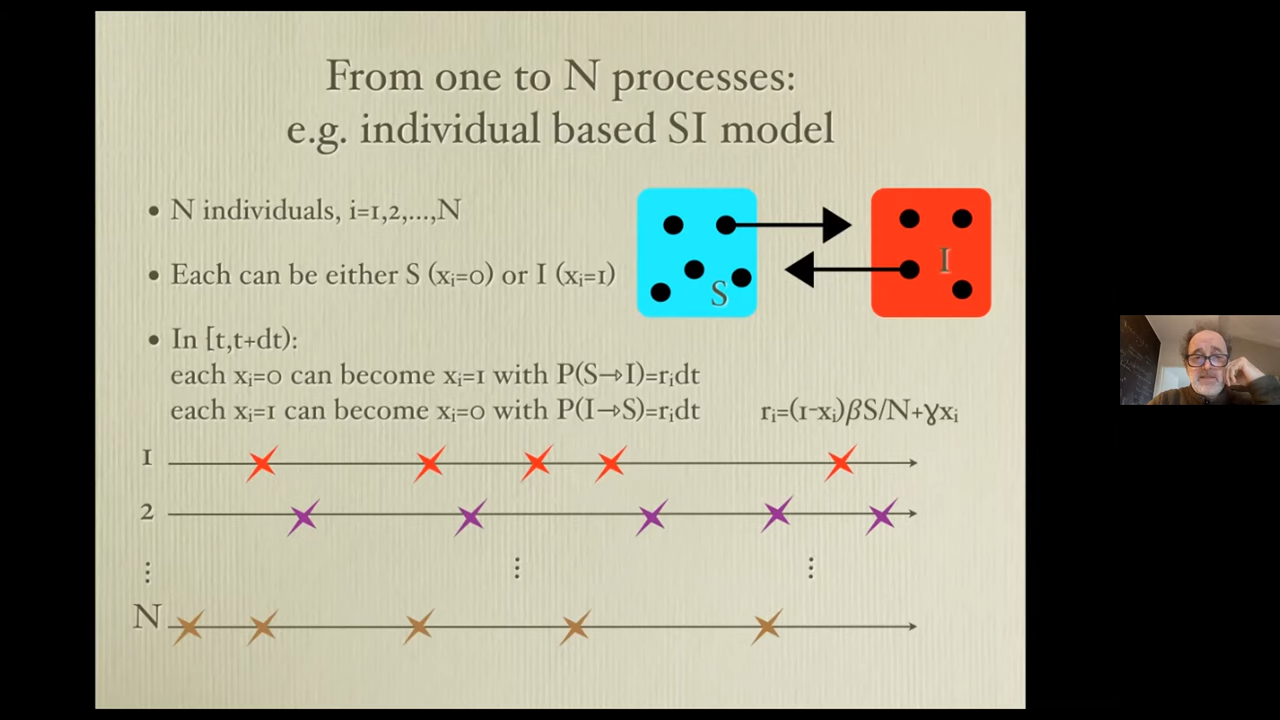 From one to N processes:
e.g. individual based SI model
• N individuals, i=1,2,...,N
• Each can be either S (xᵢ=0) or I (xᵢ=1)
S
I
• In [t,t+dt):
each xᵢ=0 can become xᵢ=1 with P(S→I)=rᵢdt
each xᵢ=1 can become xᵢ=0 with P(I→S)=rᵢdt
rᵢ=(1-xᵢ)βS/N+γxᵢ
1
2
⋮ ⋮ ⋮
N